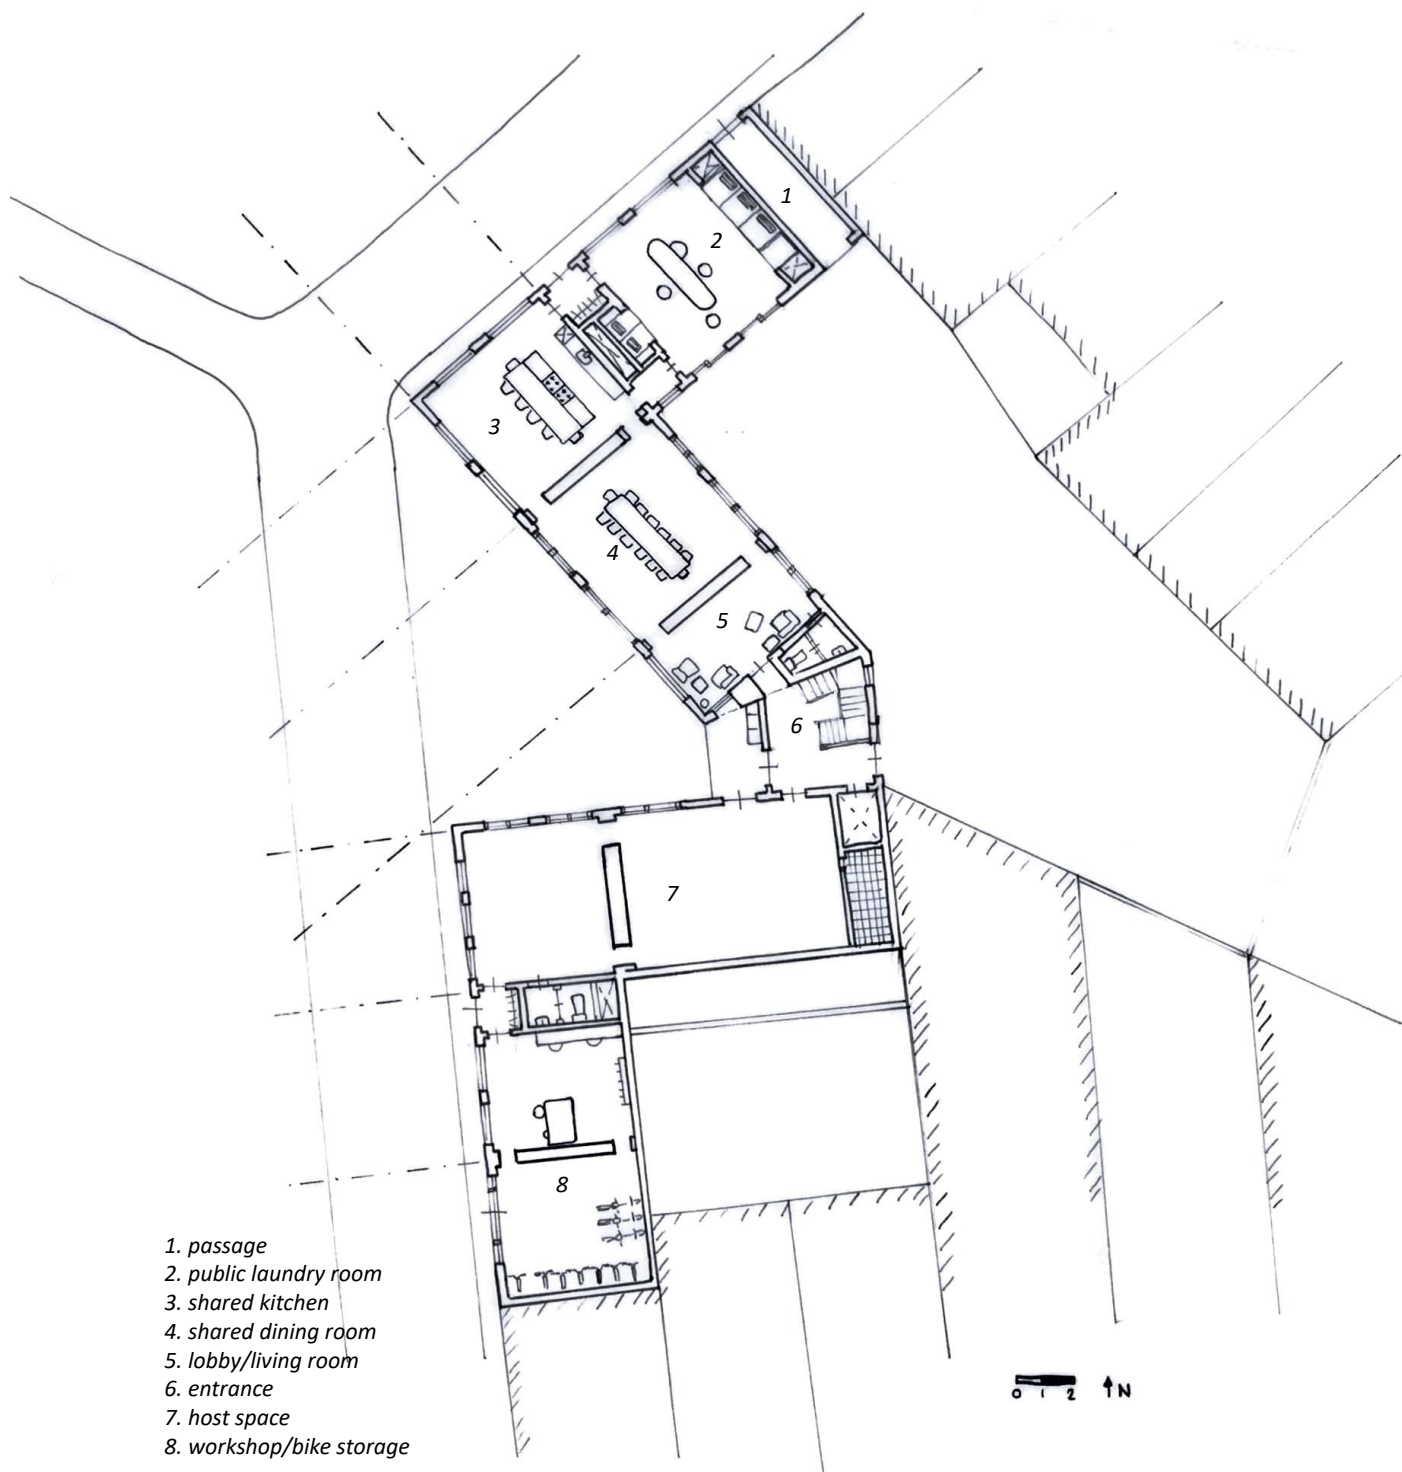 1
2
3
4
5
6
7
8
1. passage
2. public laundry room
3. shared kitchen
4. shared dining room
5. lobby/living room
6. entrance
7. host space
8. workshop/bike storage
0 1 2 N